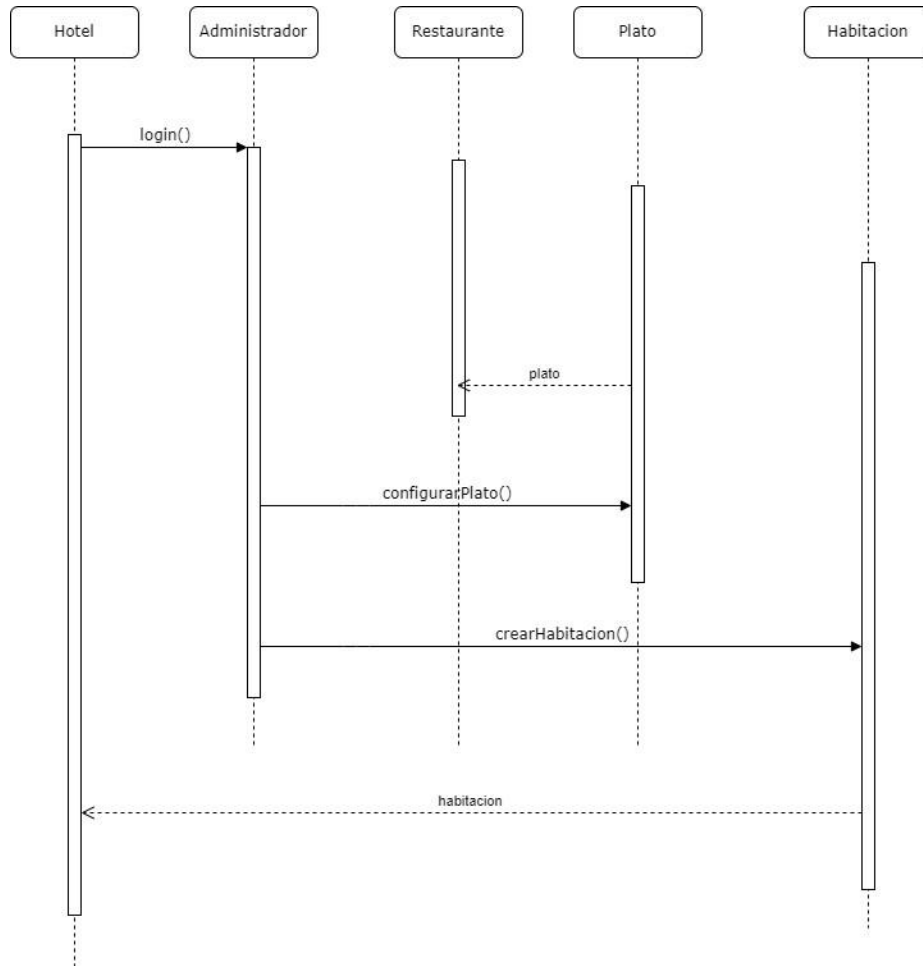 Hotel
Administrador
Restaurante
Plato
Habitacion
login()
plato
configurarPlato()
crearHabitacion()
habitacion